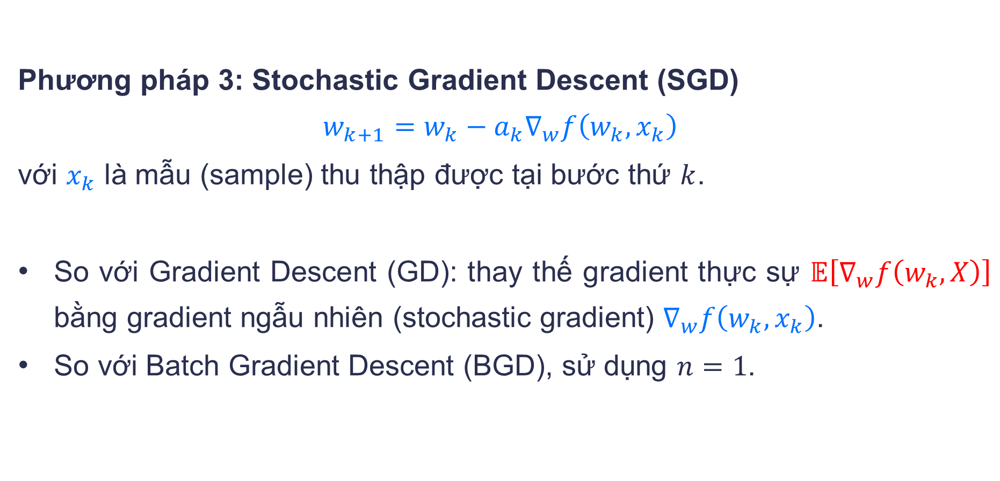 Phương pháp 3: Stochastic Gradient Descent (SGD)
$w_{k+1} = w_k - a_k \nabla_w f(w_k, x_k)$
với $x_k$ là mẫu (sample) thu thập được tại bước thứ $k$.
• So với Gradient Descent (GD): thay thế gradient thực sự $\mathbb{E}[\nabla_w f(w_k, X)]$
bằng gradient ngẫu nhiên (stochastic gradient) $\nabla_w f(w_k, x_k)$.
• So với Batch Gradient Descent (BGD), sử dụng $n = 1$.